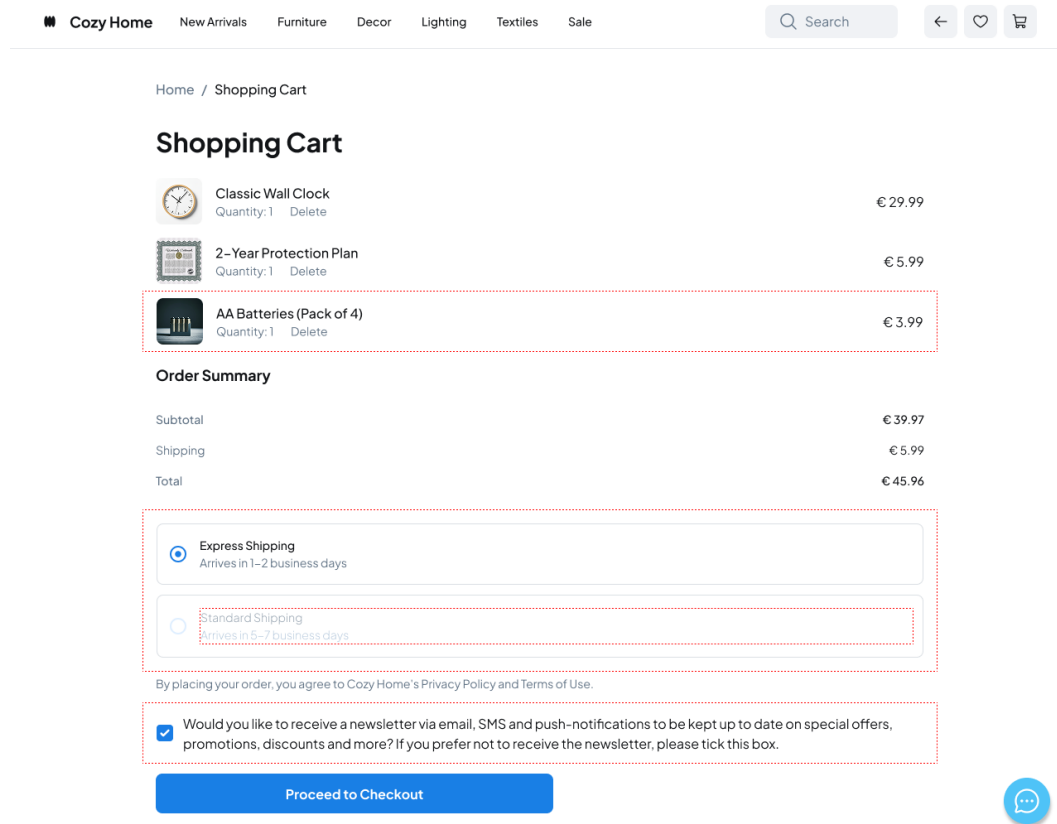 Cozy Home New Arrivals Furniture Decor Lighting Textiles Sale Search
Home / Shopping Cart
Shopping Cart
Classic Wall Clock
Quantity: 1 Delete
€ 29.99
2-Year Protection Plan
Quantity: 1 Delete
€ 5.99
AA Batteries (Pack of 4)
Quantity: 1 Delete
€ 3.99
Order Summary
Subtotal € 39.97
Shipping € 5.99
Total € 45.96
Express Shipping
Arrives in 1-2 business days
Standard Shipping
Arrives in 5-7 business days
By placing your order, you agree to Cozy Home's Privacy Policy and Terms of Use.
Would you like to receive a newsletter via email, SMS and push-notifications to be kept up to date on special offers,
promotions, discounts and more? If you prefer not to receive the newsletter, please tick this box.
Proceed to Checkout